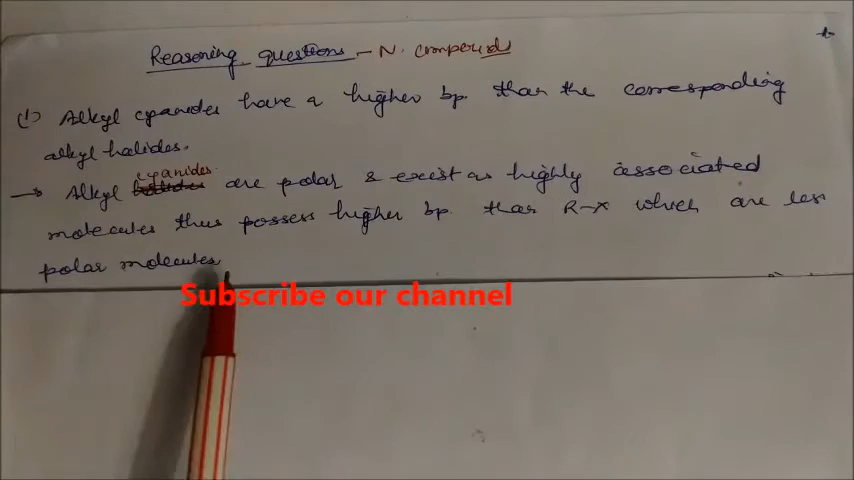 Reasoning questions - N. compounds
(1) Alkyl cyanides have a higher bp than the corresponding
alkyl halides.
cyanides
→ Alkyl halides are polar & exist as highly associated
molecules thus possess higher bp. than R-X which are less
polar molecules
Subscribe our channel